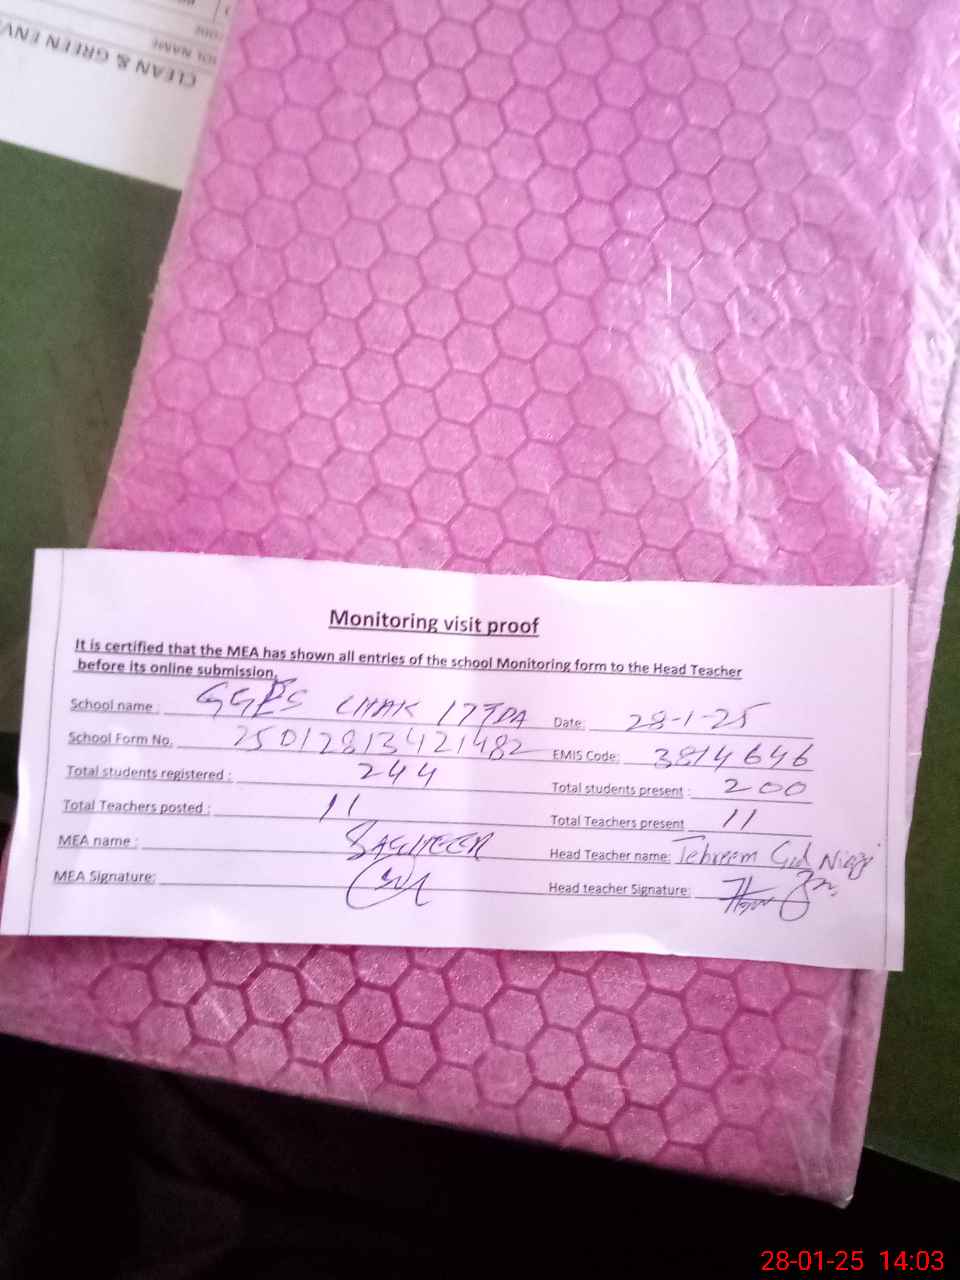 CLEAN & GREEN ENV
Monitoring visit proof
It is certified that the MEA has shown all entries of the school Monitoring form to the Head Teacher
before its online submission.
School name : GGPS CHAK 177DA Date: 28-1-25
School Form No. 25012813421482 EMIS Code: 3814646
Total students registered : 244 Total students present : 200
Total Teachers posted : 11 Total Teachers present 11
MEA name : SAGHEER Head Teacher name: Tehreem Gul Niazi
MEA Signature: Head teacher Signature:
28-01-25 14:03